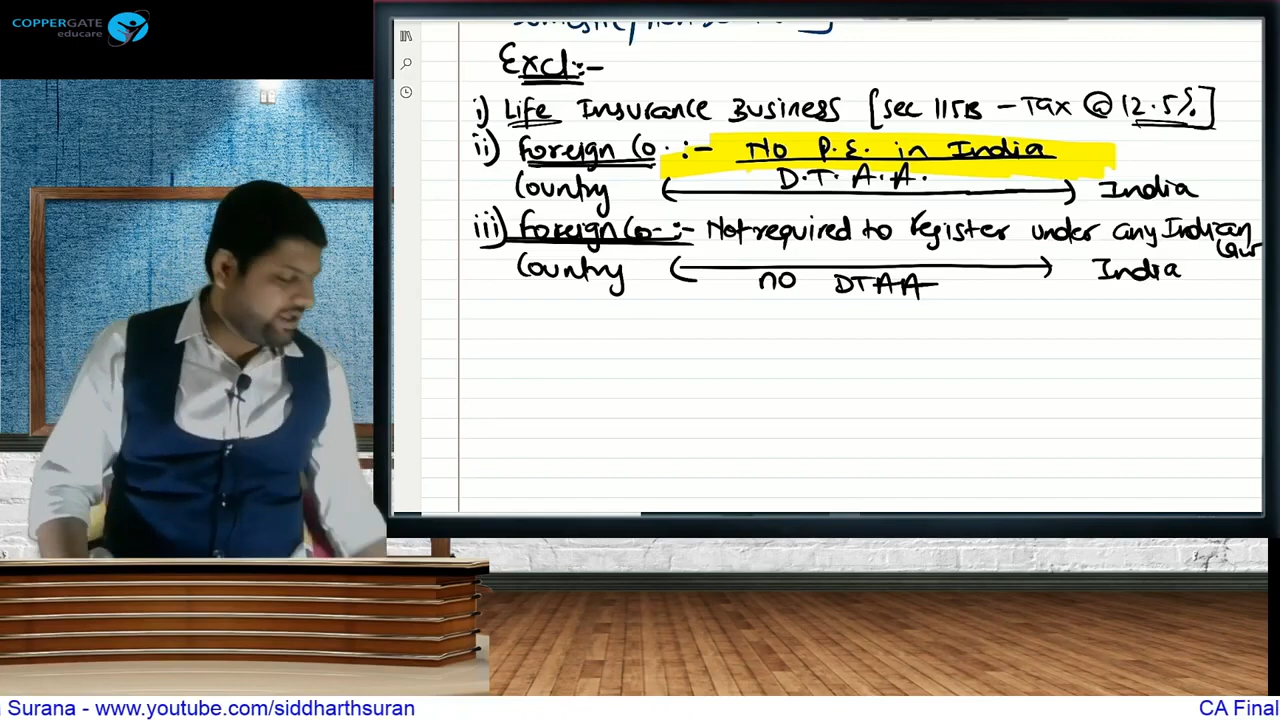 COPPERGATE
educare
Excl:-
i) Life Insurance Business [Sec 115B - Tax @ 12.5%]
ii) Foreign Co. :- No P.E. in India
Country D.T.A.A. India
iii) Foreign Co. :- Not required to register under any Indian Law
Country no DTAA India
Surana - www.youtube.com/siddharthsuran
CA Final